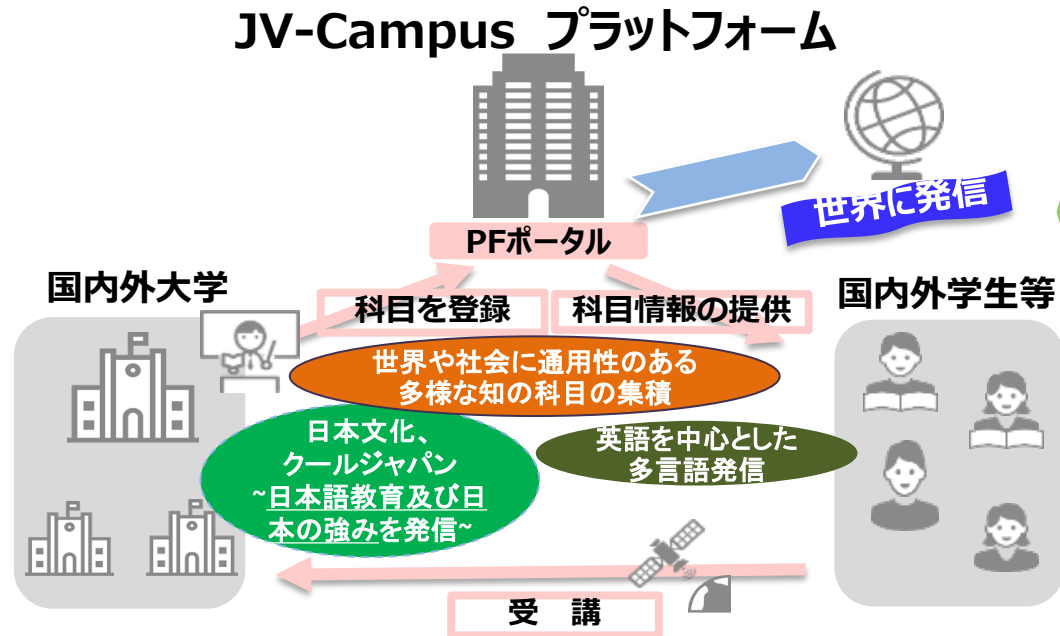 JV-Campus プラットフォーム
世界に発信
PFポータル
国内外大学
科目を登録
科目情報の提供
国内外学生等
世界や社会に通用性のある
多様な知の科目の集積
日本文化、
クールジャパン
~日本語教育及び日
本の強みを発信~
英語を中心とした
多言語発信
受　講